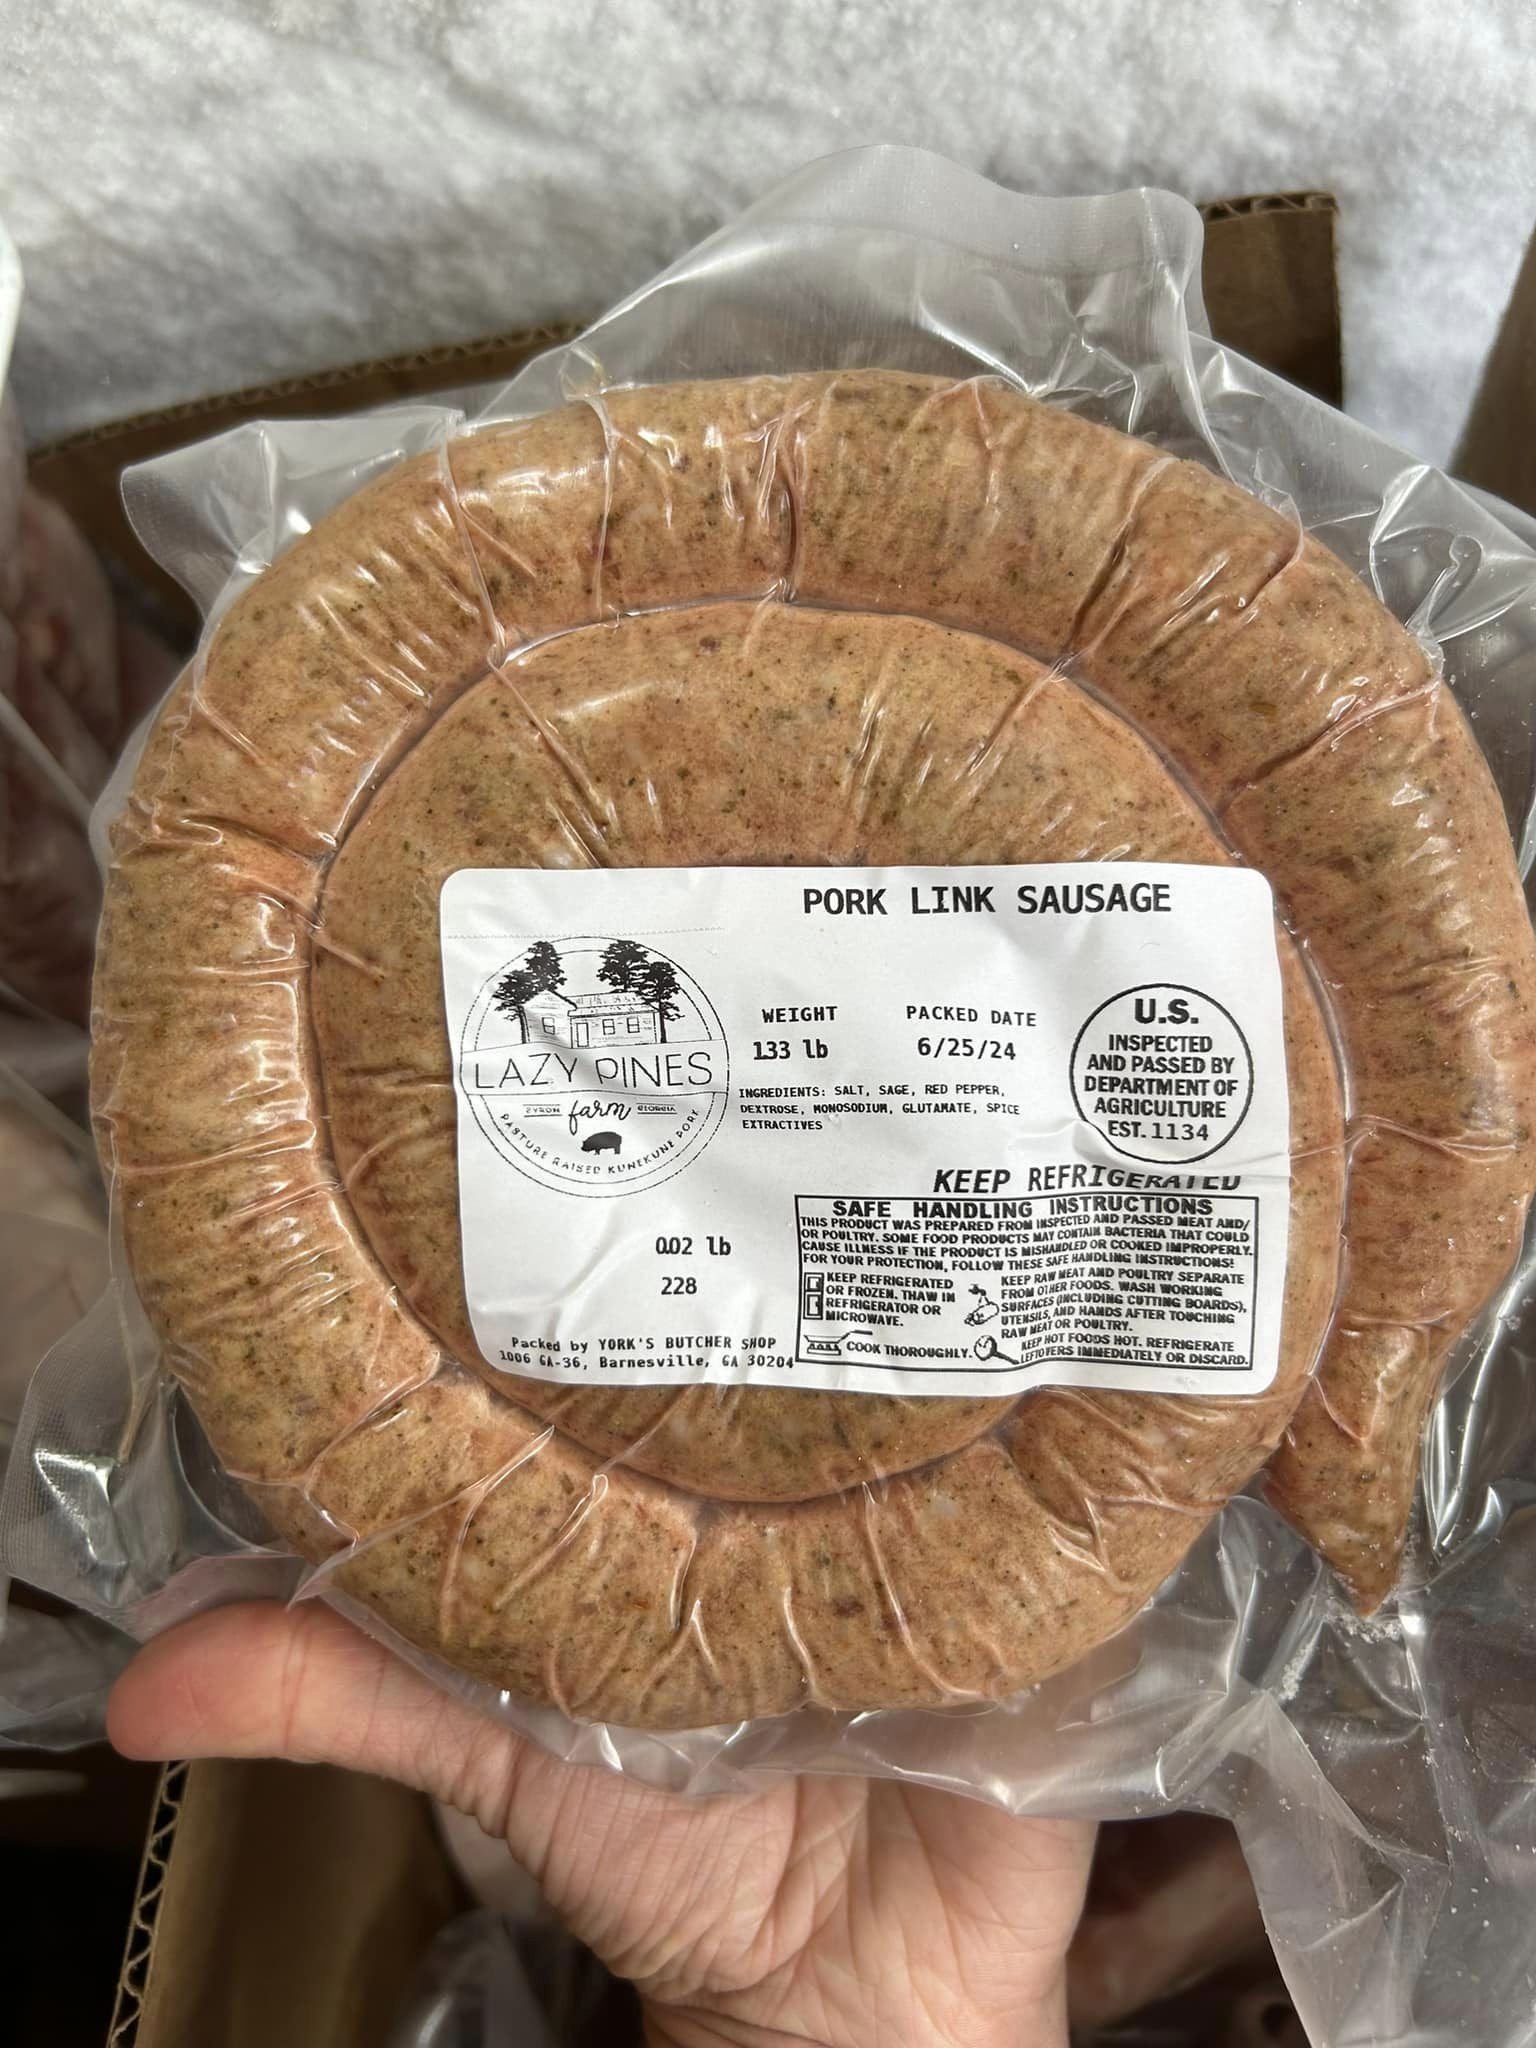 PORK LINK SAUSAGE
WEIGHT
1.33 lb
PACKED DATE
6/25/24
INGREDIENTS: SALT, SAGE, RED PEPPER,
DEXTROSE, MONOSODIUM, GLUTAMATE, SPICE
EXTRACTIVES
LAZY PINES
BYRON farm GEORGIA
PASTURE RAISED KUNEKUNE PORK
U.S.
INSPECTED
AND PASSED BY
DEPARTMENT OF
AGRICULTURE
EST. 1134
KEEP REFRIGERATED
0.02 lb
228
Packed by YORK'S BUTCHER SHOP
1006 GA-36, Barnesville, GA 30204
SAFE HANDLING INSTRUCTIONS
THIS PRODUCT WAS PREPARED FROM INSPECTED AND PASSED MEAT AND/
OR POULTRY. SOME FOOD PRODUCTS MAY CONTAIN BACTERIA THAT COULD
CAUSE ILLNESS IF THE PRODUCT IS MISHANDLED OR COOKED IMPROPERLY.
FOR YOUR PROTECTION, FOLLOW THESE SAFE HANDLING INSTRUCTIONS!
KEEP REFRIGERATED
OR FROZEN. THAW IN
REFRIGERATOR OR
MICROWAVE.
KEEP RAW MEAT AND POULTRY SEPARATE
FROM OTHER FOODS. WASH WORKING
SURFACES (INCLUDING CUTTING BOARDS),
UTENSILS, AND HANDS AFTER TOUCHING
RAW MEAT OR POULTRY.
COOK THOROUGHLY.
KEEP HOT FOODS HOT. REFRIGERATE
LEFTOVERS IMMEDIATELY OR DISCARD.